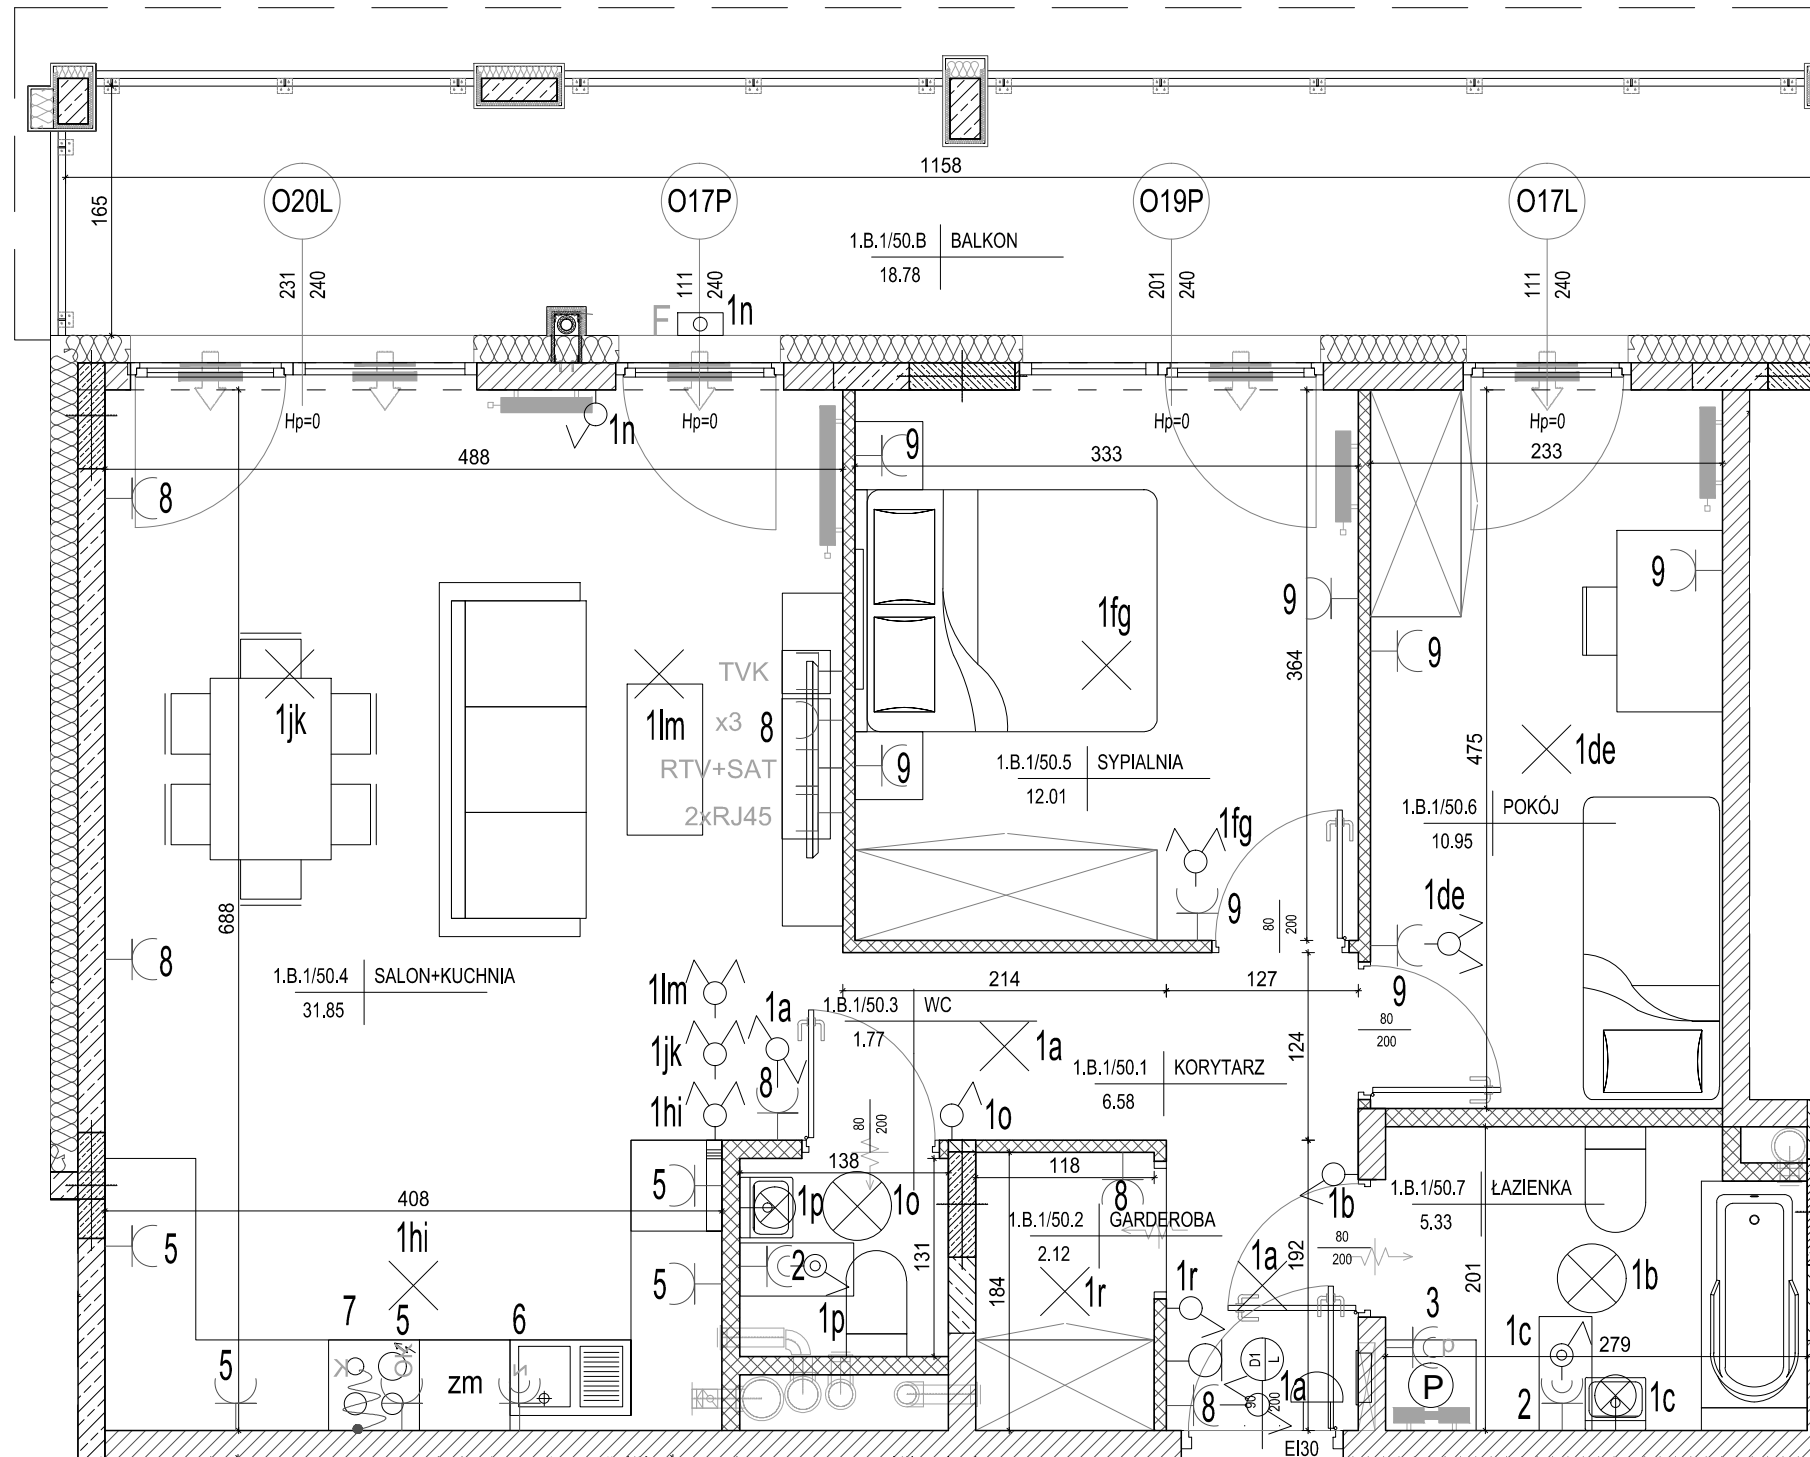 1158
165
O20L
O17P
O19P
O17L
231
240
111
240
201
240
111
240
1.B.1/50.B BALKON
18.78
F
1n
Hp=0
1n
Hp=0
Hp=0
Hp=0
488
333
233
8
9
9
9
9
1fg
364
1jk
1lm
TVK
x3
8
RTV+SAT
2xRJ45
9
1.B.1/50.5 SYPIALNIA
12.01
475
1de
1.B.1/50.6 POKÓJ
10.95
1fg
9
80
200
1de
9
688
8
1.B.1/50.4 SALON+KUCHNIA
31.85
214
127
1lm
1a
1.B.1/50.3 WC
1.77
1a
124
80
200
1jk
8
1.B.1/50.1 KORYTARZ
6.58
1hi
80
200
1o
138
118
5
1p
1o
8
1b
1.B.1/50.7 ŁAZIENKA
5.33
408
1hi
5
131
1.B.1/50.2 GARDEROBA
2.12
192
80
200
201
5
2
184
1r
1r
1a
1b
7
5
6
1p
3
1c
279
K
5
zm
D1
L
1a
P
8
90
200
2
1c
EI30